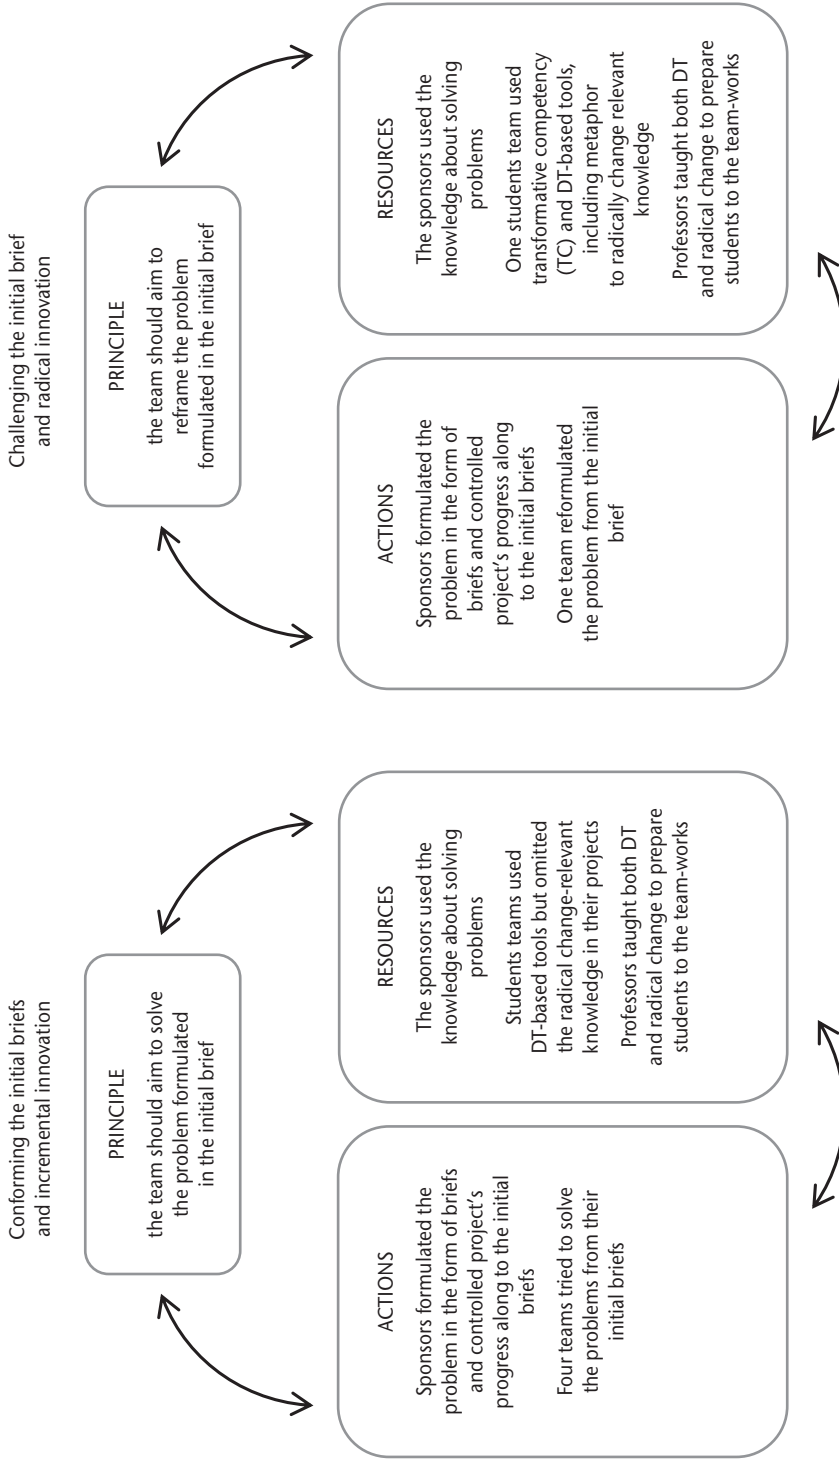 Conforming the initial briefs
and incremental innovation
PRINCIPLE
the team should aim to solve
the problem formulated
in the initial brief
ACTIONS
Sponsors formulated the
problem in the form of briefs
and controlled project's
progress along to the initial
briefs
Four teams tried to solve
the problems from their
initial briefs
RESOURCES
The sponsors used the
knowledge about solving
problems
Students teams used
DT-based tools but omitted
the radical change-relevant
knowledge in their projects
Professors taught both DT
and radical change to prepare
students to the team-works
Challenging the initial brief
and radical innovation
PRINCIPLE
the team should aim to
reframe the problem
formulated in the initial brief
ACTIONS
Sponsors formulated the
problem in the form of
briefs and controlled
project's progress along
to the initial briefs
One team reformulated
the problem from the initial
brief
RESOURCES
The sponsors used the
knowledge about solving
problems
One students team used
transformative competency
(TC) and DT-based tools,
including metaphor
to radically change relevant
knowledge
Professors taught both DT
and radical change to prepare
students to the team-works